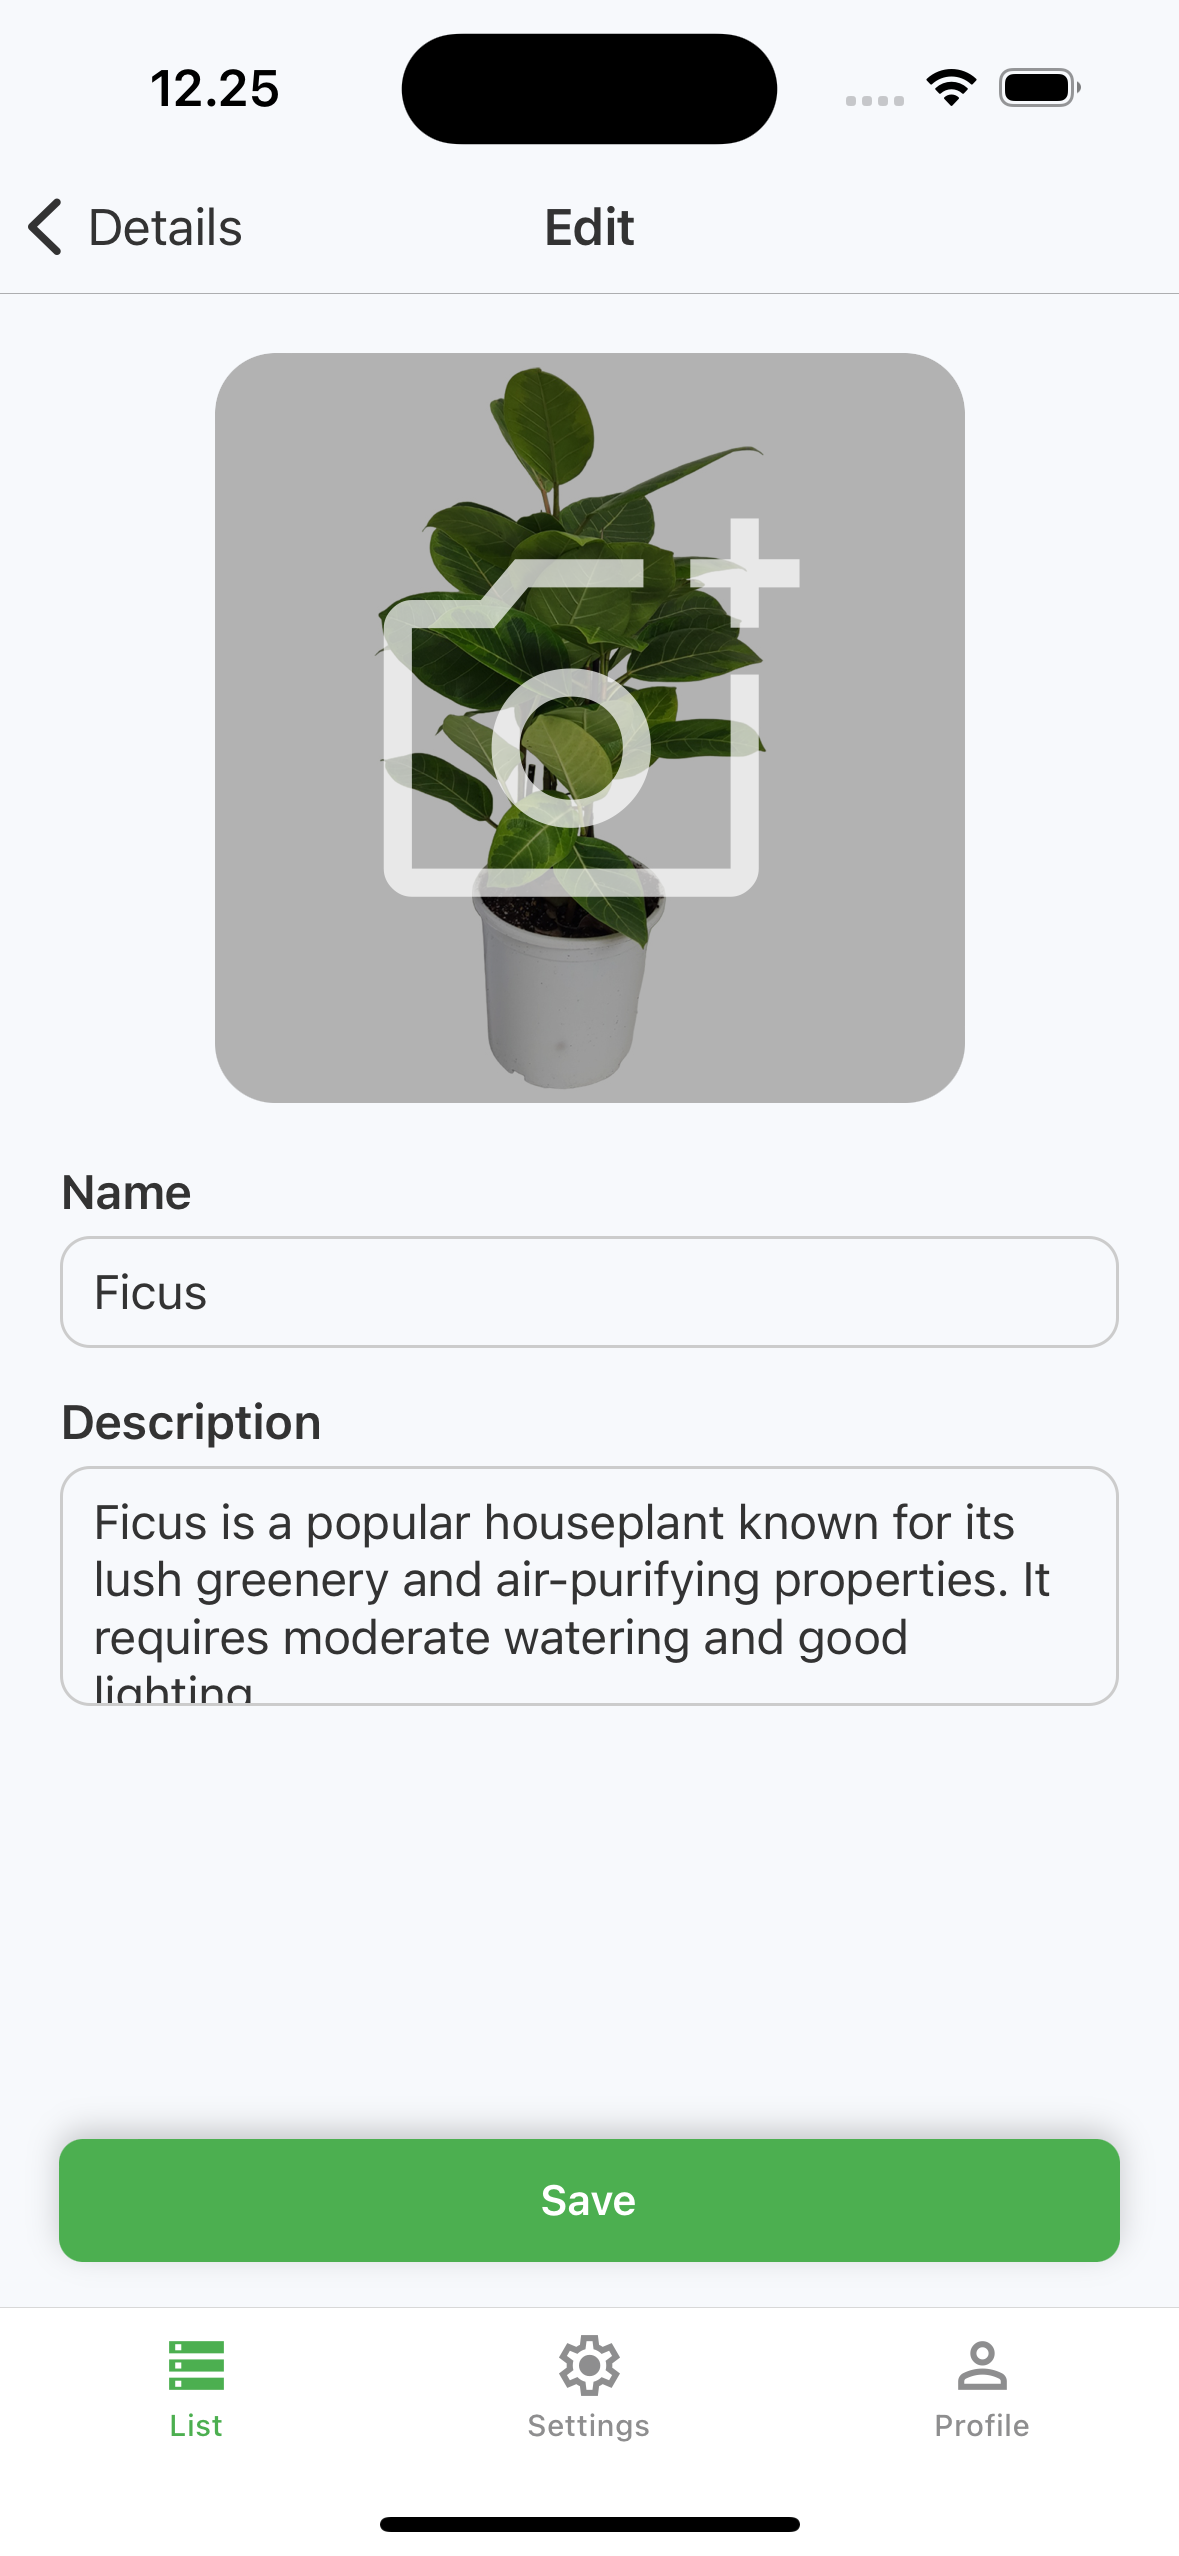 12.25
Details
Edit
Name
Ficus
Description
Ficus is a popular houseplant known for its
lush greenery and air-purifying properties. It
requires moderate watering and good
lighting
Save
List
Settings
Profile